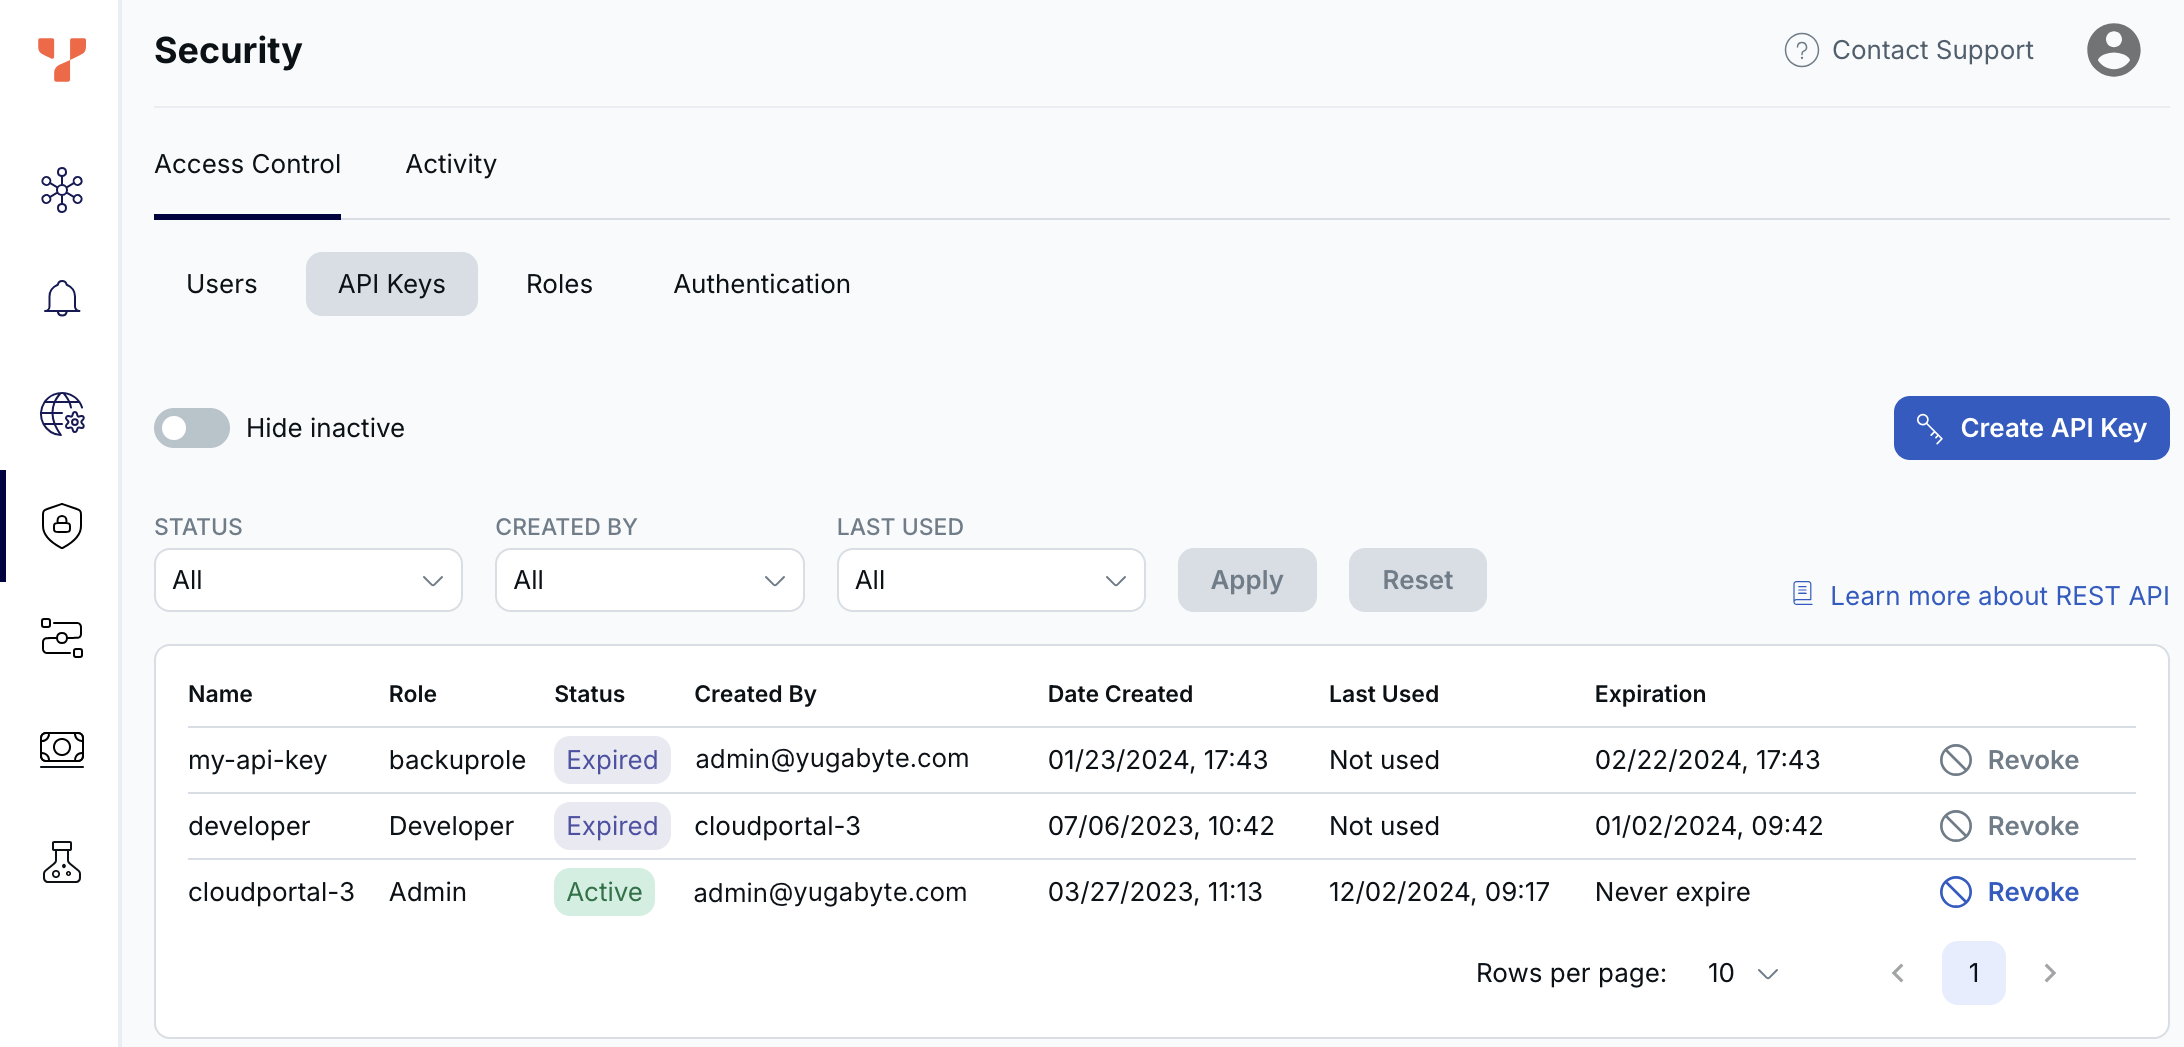 Security
Contact Support
Access Control Activity
Users API Keys Roles Authentication
Hide inactive
Create API Key
STATUS CREATED BY LAST USED
All All All Apply Reset
Learn more about REST API
Name Role Status Created By Date Created Last Used Expiration
my-api-key backuprole Expired admin@yugabyte.com 01/23/2024, 17:43 Not used 02/22/2024, 17:43 Revoke
developer Developer Expired cloudportal-3 07/06/2023, 10:42 Not used 01/02/2024, 09:42 Revoke
cloudportal-3 Admin Active admin@yugabyte.com 03/27/2023, 11:13 12/02/2024, 09:17 Never expire Revoke
Rows per page: 10 1